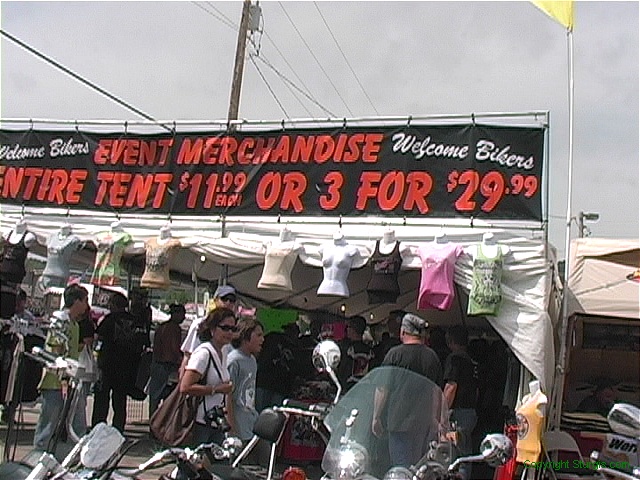 Welcome Bikers EVENT MERCHANDISE Welcome Bikers
ENTIRE TENT $11.99 EACH OR 3 FOR $29.99